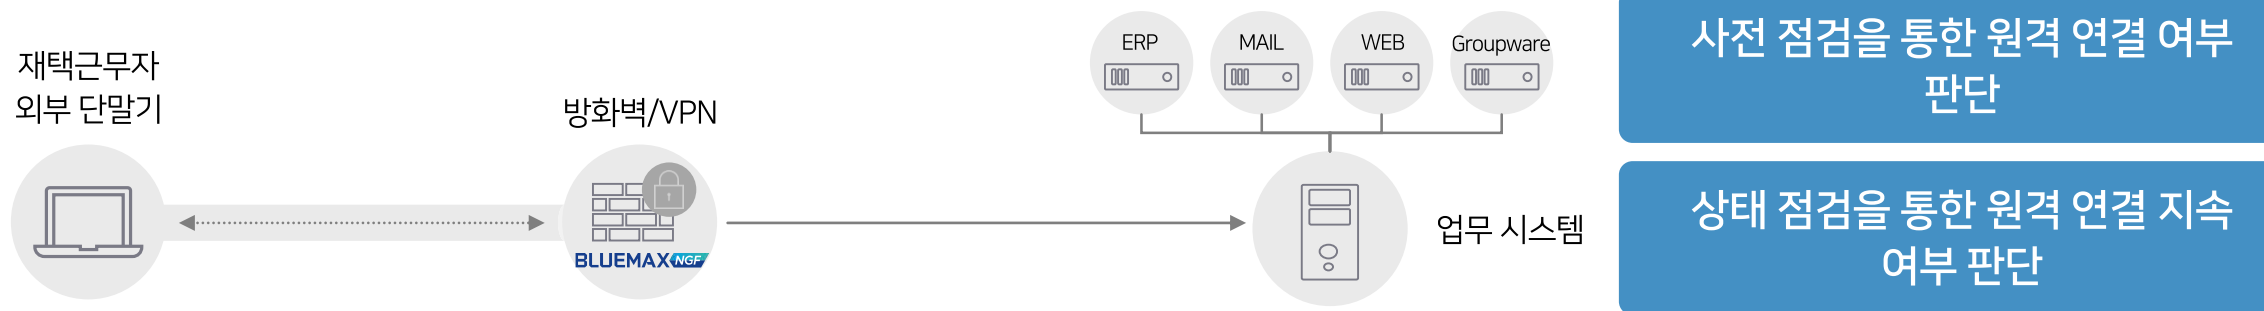 재택근무자
외부 단말기
방화벽/VPN
BLUEMAX NGF
ERP
MAIL
WEB
Groupware
업무 시스템
사전 점검을 통한 원격 연결 여부
판단
상태 점검을 통한 원격 연결 지속
여부 판단